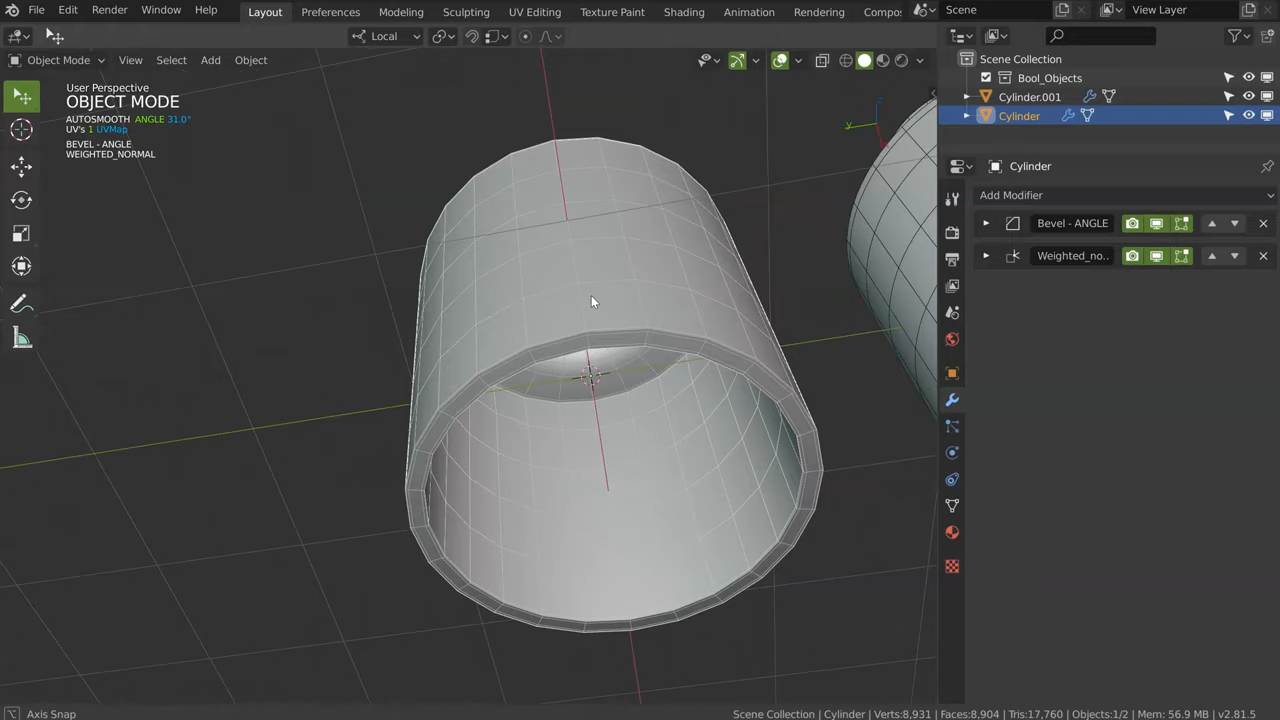 File Edit Render Window Help Layout Preferences Modeling Sculpting UV Editing Texture Paint Shading Animation Rendering Compos Scene View Layer
Local
Object Mode View Select Add Object
User Perspective
OBJECT MODE
AUTOSMOOTH ANGLE 31.0°
UV's 1 UVMap
BEVEL - ANGLE
WEIGHTED_NORMAL
y
Scene Collection
Bool_Objects
Cylinder.001
Cylinder
Cylinder
Add Modifier
Bevel - ANGLE
Weighted_no..
Axis Snap
Scene Collection | Cylinder | Verts:8,931 | Faces:8,904 | Tris:17,760 | Objects:1/2 | Mem: 56.9 MB | v2.81.5